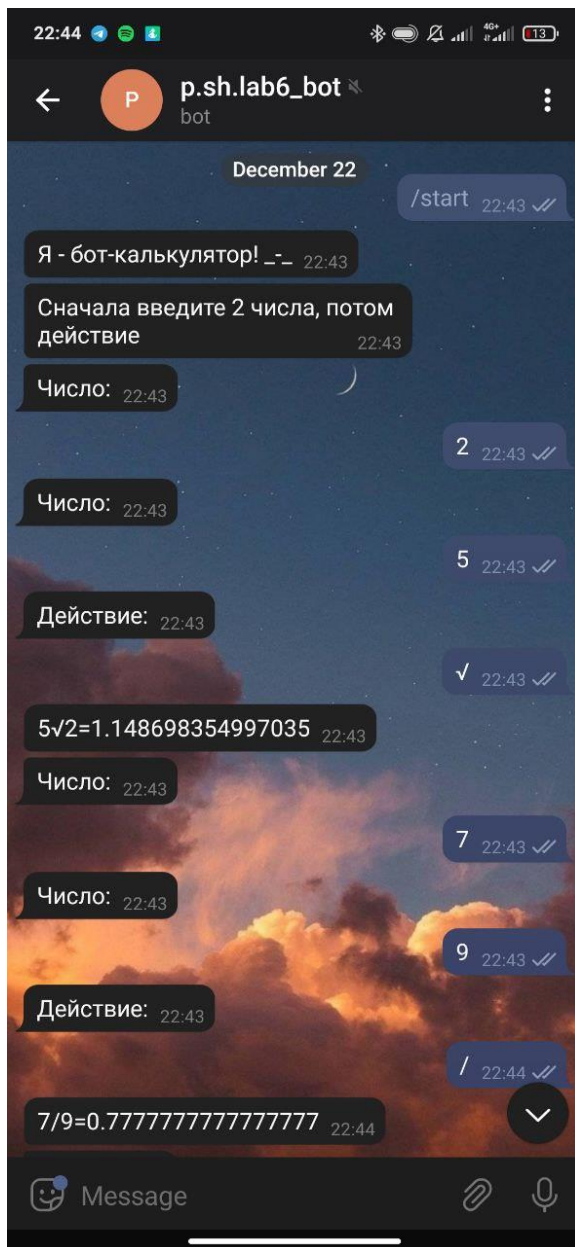 22:44
4G+
13
P
p.sh.lab6_bot
bot
December 22
/start 22:43
Я - бот-калькулятор! _-_ 22:43
Сначала введите 2 числа, потом
действие 22:43
Число: 22:43
2 22:43
Число: 22:43
5 22:43
Действие: 22:43
√ 22:43
5√2=1.148698354997035 22:43
Число: 22:43
7 22:43
Число: 22:43
9 22:43
Действие: 22:43
/ 22:44
7/9=0.7777777777777777 22:44
Message